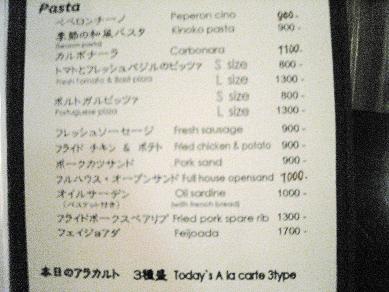 Pasta
ペペロンチーノ Peperon cino 900-
季節の和風パスタ Kinoko pasta 900-
(Season pasta)
カルボナーラ Carbonara 1100-
トマトとフレッシュバジルのピッツァ S size 800-
Fresh Tomato & Basil pizza L size 1300-
ポルトガルピッツァ S size 800-
Portuguese pizza L size 1300-
フレッシュソーセージ Fresh sausage 900-
フライド チキン & ポテト Fried chicken & potato 900-
ポークカツサンド Pork sand 900-
フルハウス・オープンサンド Full house opensand 1000-
オイルサーデン Oil sardine 1000-
(バスケット付き) (with french bread)
フライドポークスペアリブ Fried pork spare rib 1300-
フェイジョアダ Feijoada 1700-
本日のアラカルト 3種盛 Today's A la carte 3type